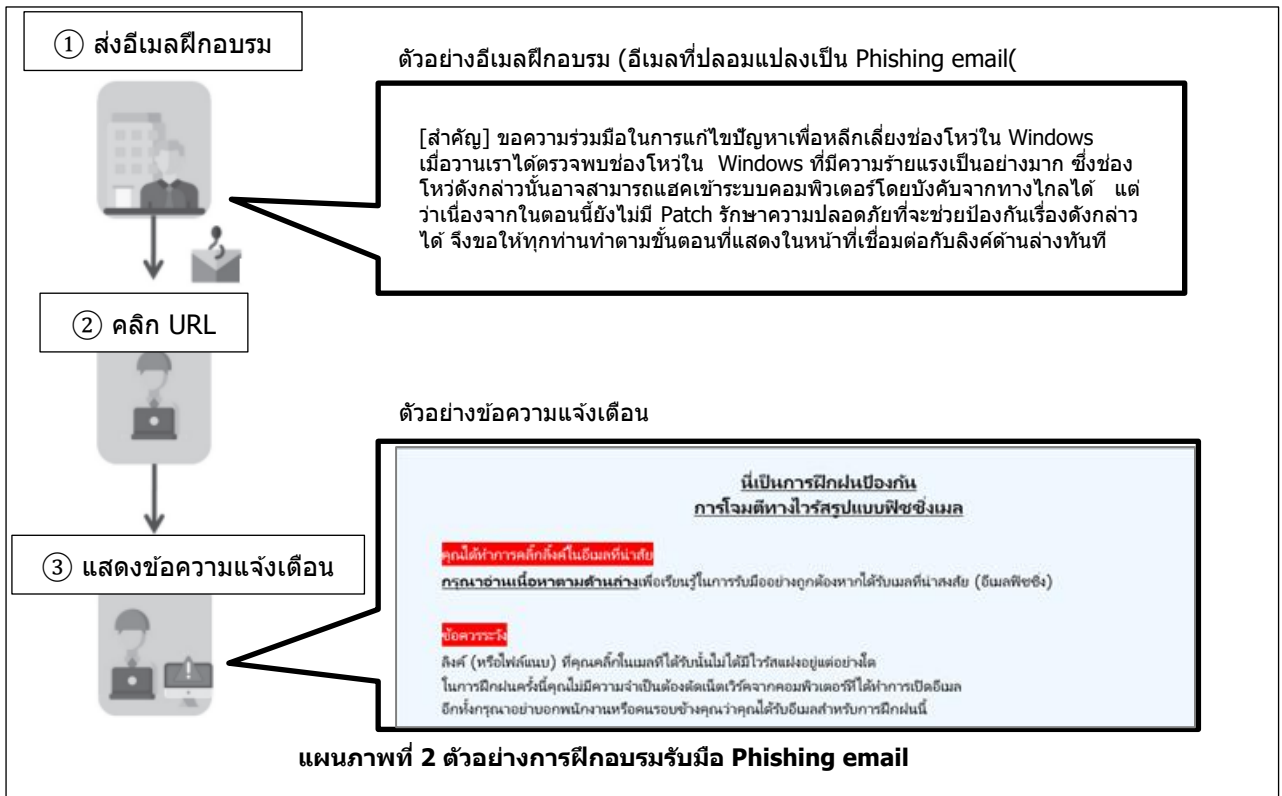 ① ส่งอีเมลฝึกอบรม
ตัวอย่างอีเมลฝึกอบรม (อีเมลที่ปลอมแปลงเป็น Phishing email(
[สำคัญ] ขอความร่วมมือในการแก้ไขปัญหาเพื่อหลีกเลี่ยงช่องโหว่ใน Windows
เมื่อวานเราได้ตรวจพบช่องโหว่ใน Windows ที่มีความร้ายแรงเป็นอย่างมาก ซึ่งช่อง
โหว่ดังกล่าวนั้นอาจสามารถแฮคเข้าระบบคอมพิวเตอร์โดยบังคับจากทางไกลได้ แต่
ว่าเนื่องจากในตอนนี้ยังไม่มี Patch รักษาความปลอดภัยที่จะช่วยป้องกันเรื่องดังกล่าว
ได้ จึงขอให้ทุกท่านทำตามขั้นตอนที่แสดงในหน้าที่เชื่อมต่อกับลิงค์ด้านล่างทันที
② คลิก URL
ตัวอย่างข้อความแจ้งเตือน
นี่เป็นการฝึกฝนป้องกัน
การโจมตีทางไวรัสรูปแบบฟิชชิ่งเมล
③ แสดงข้อความแจ้งเตือน
คุณได้ทำการคลิ๊กลิ้งค์ในอีเมลที่น่าสัย
กรุณาอ่านเนื้อหาตามด้านล่างเพื่อเรียนรู้ในการรับมืออย่างถูกต้องหากได้รับเมลที่น่าสงสัย (อีเมลฟิชชิ่ง)
ข้อควรระวัง
ลิงค์ (หรือไฟล์แนบ) ที่คุณคลิ๊กในเมลที่ได้รับนั้นไม่ได้มีไวรัสแฝงอยู่แต่อย่างใด
ในการฝึกฝนครั้งนี้คุณไม่มีความจำเป็นต้องตัดเน็ตเวิร์คจากคอมพิวเตอร์ที่ได้ทำการเปิดอีเมล
อีกทั้งกรุณาอย่าบอกพนักงานหรือคนรอบข้างคุณว่าคุณได้รับอีเมลสำหรับการฝึกฝนนี้
แผนภาพที่ 2 ตัวอย่างการฝึกอบรมรับมือ Phishing email